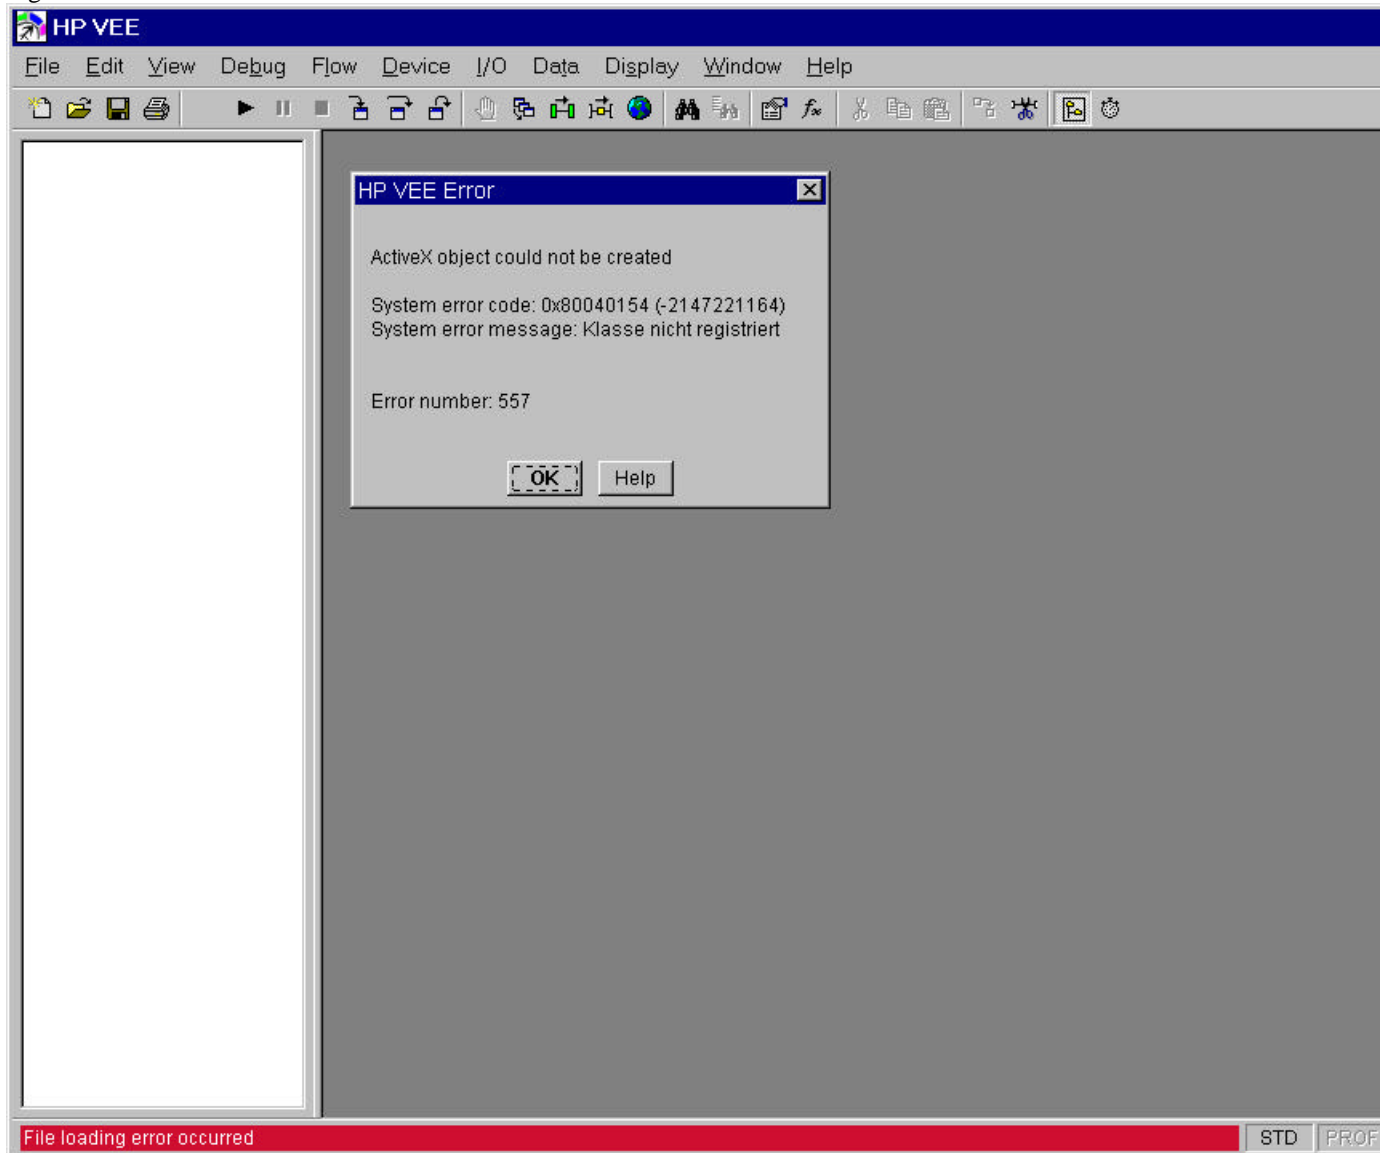 HP VEE
File Edit View Debug Flow Device I/O Data Display Window Help
HP VEE Error
ActiveX object could not be created
System error code: 0x80040154 (-2147221164)
System error message: Klasse nicht registriert
Error number: 557
OK Help
File loading error occurred STD PROF